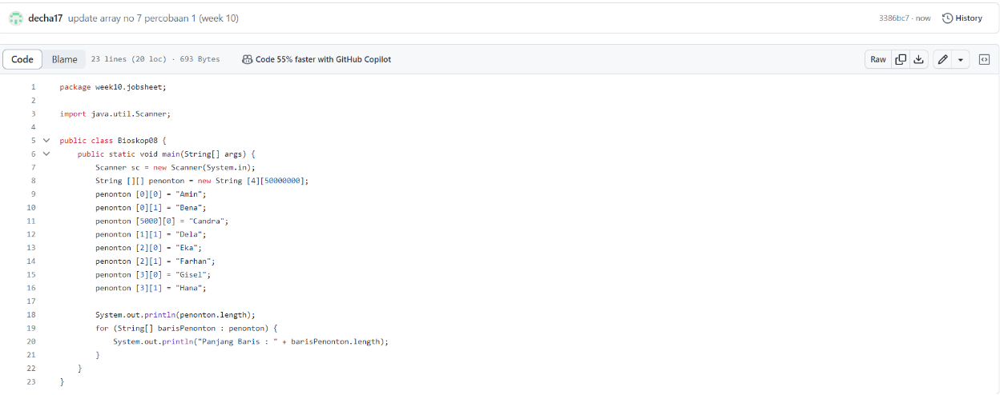 decha17 update array no 7 percobaan 1 (week 10) 3386bc7 · now History
Code Blame 23 lines (20 loc) · 693 Bytes Code 55% faster with GitHub Copilot Raw
1 package week10.jobsheet;
2
3 import java.util.Scanner;
4
5 public class Bioskop08 {
6 public static void main(String[] args) {
7 Scanner sc = new Scanner(System.in);
8 String [][] penonton = new String [4][50000000];
9 penonton [0][0] = "Amin";
10 penonton [0][1] = "Bena";
11 penonton [5000][0] = "Candra";
12 penonton [1][1] = "Dela";
13 penonton [2][0] = "Eka";
14 penonton [2][1] = "Farhan";
15 penonton [3][0] = "Gisel";
16 penonton [3][1] = "Hana";
17
18 System.out.println(penonton.length);
19 for (String[] barisPenonton : penonton) {
20 System.out.println("Panjang Baris : " + barisPenonton.length);
21 }
22 }
23 }